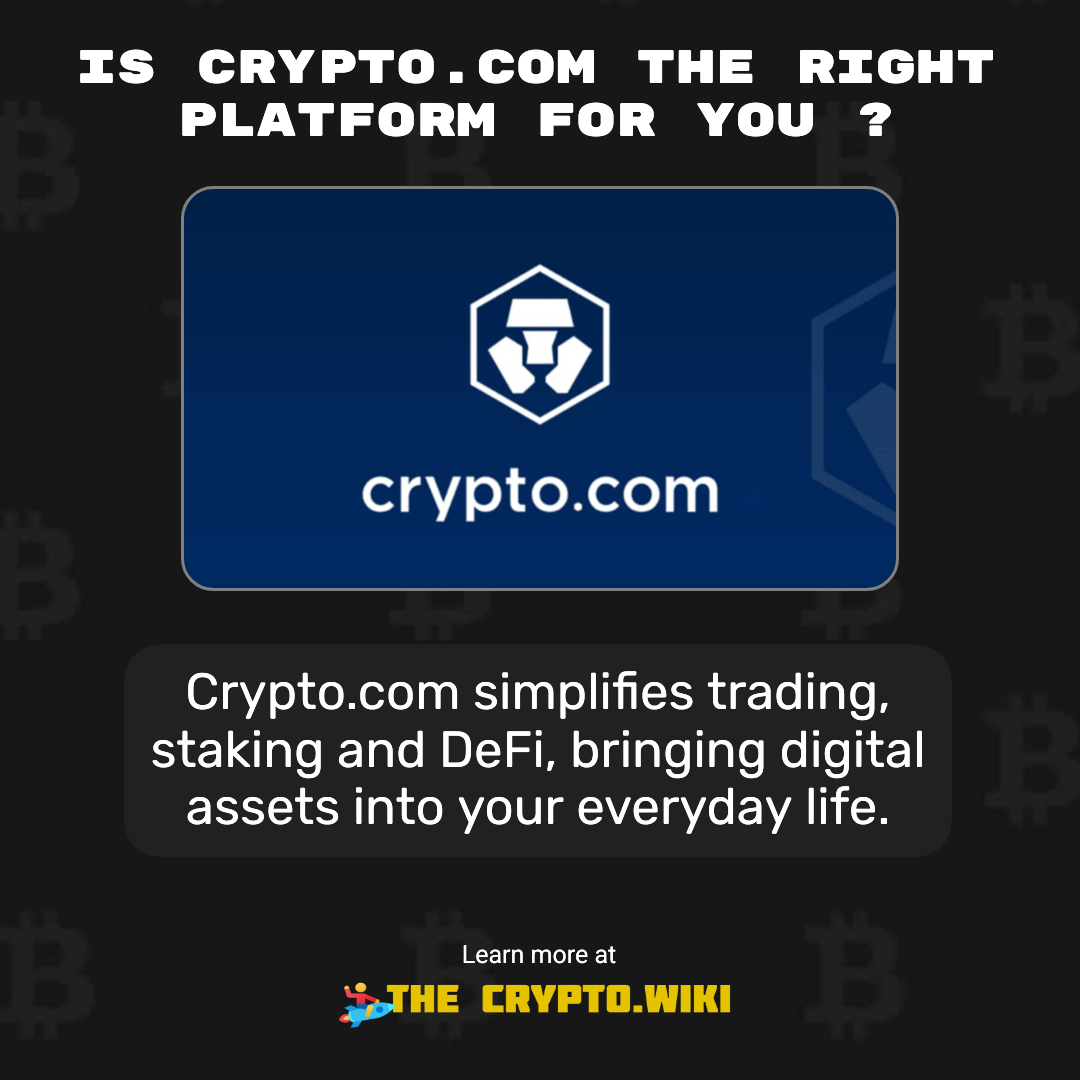 IS CRYPTO.COM THE RIGHT
PLATFORM FOR YOU ?
crypto.com
Crypto.com simplifies trading,
staking and DeFi, bringing digital
assets into your everyday life.
Learn more at
THE CRYPTO.WIKI